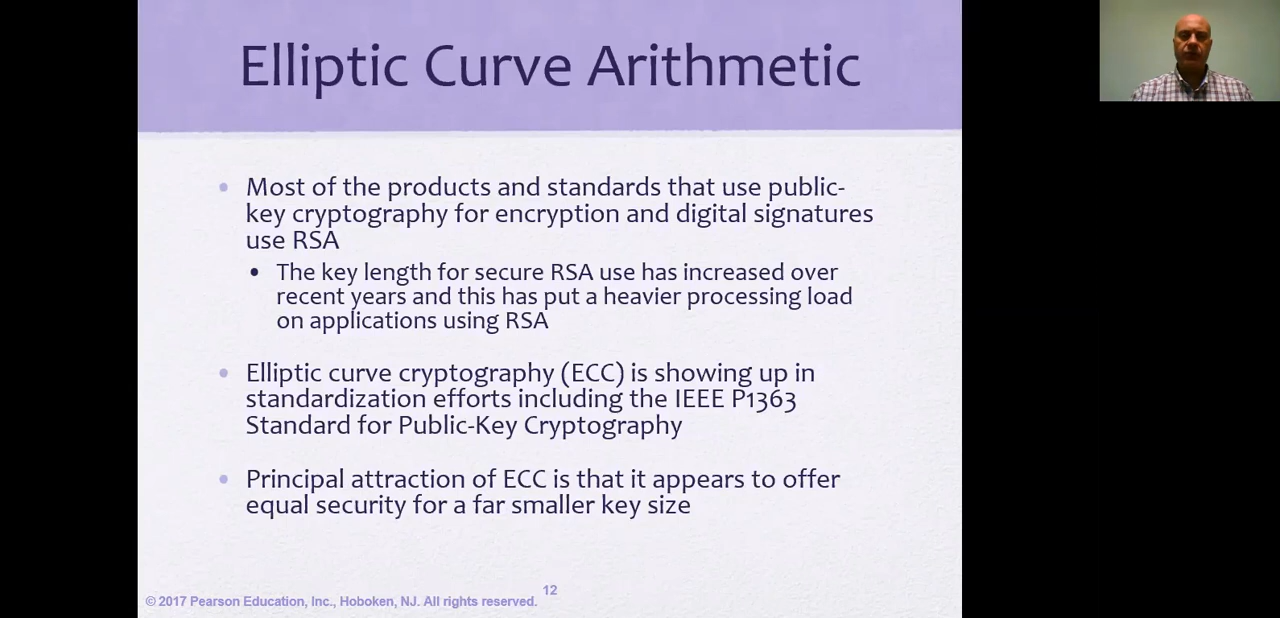 Elliptic Curve Arithmetic
• Most of the products and standards that use public-
key cryptography for encryption and digital signatures
use RSA
• The key length for secure RSA use has increased over
recent years and this has put a heavier processing load
on applications using RSA
• Elliptic curve cryptography (ECC) is showing up in
standardization efforts including the IEEE P1363
Standard for Public-Key Cryptography
• Principal attraction of ECC is that it appears to offer
equal security for a far smaller key size
12
© 2017 Pearson Education, Inc., Hoboken, NJ. All rights reserved.